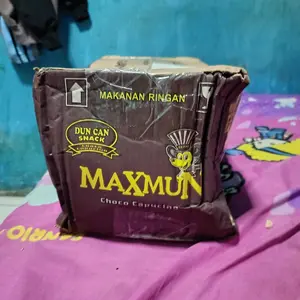 MAKANAN RINGAN
DUN CAN
SNACK
MAXMUN
Choco Capucino